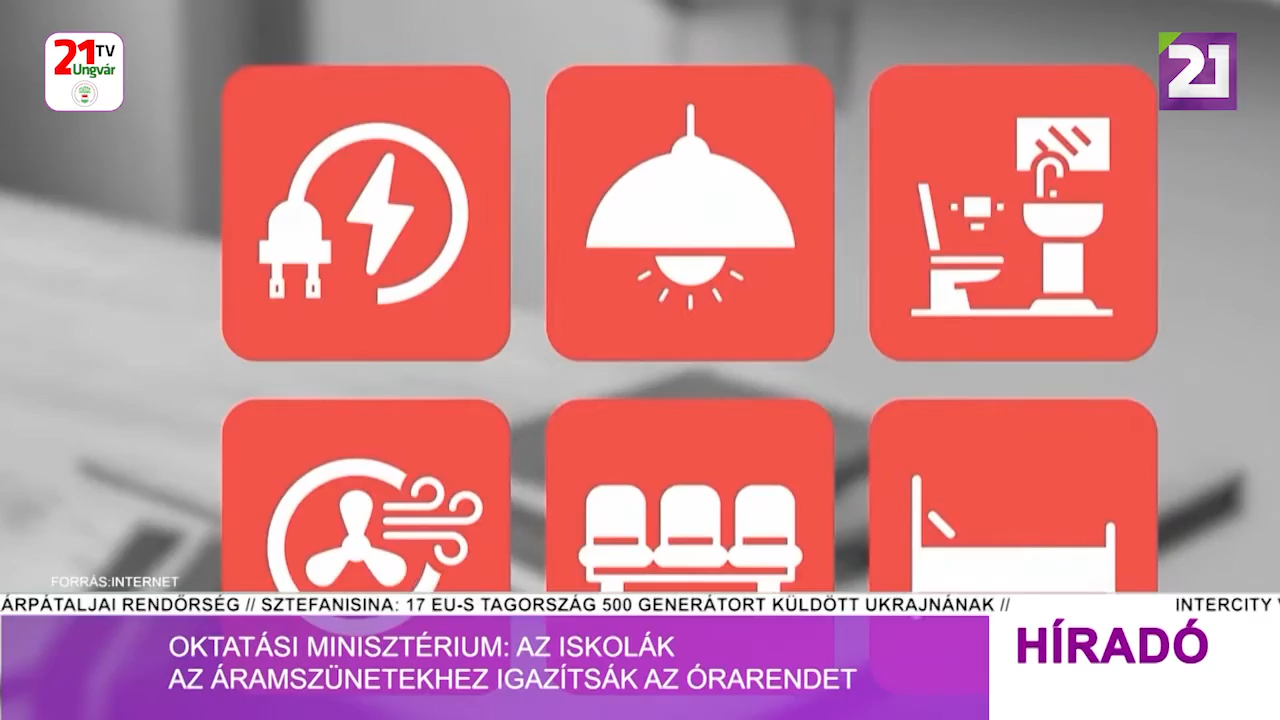 21 TV
Ungvár
21
FORRÁS:INTERNET
ÁRPÁTALJAI RENDŐRSÉG // SZTEFANISINA: 17 EU-S TAGORSZÁG 500 GENERÁTORT KÜLDÖTT UKRAJNÁNAK // INTERCITY V
OKTATÁSI MINISZTÉRIUM: AZ ISKOLÁK
AZ ÁRAMSZÜNETEKHEZ IGAZÍTSÁK AZ ÓRARENDET
HÍRADÓ